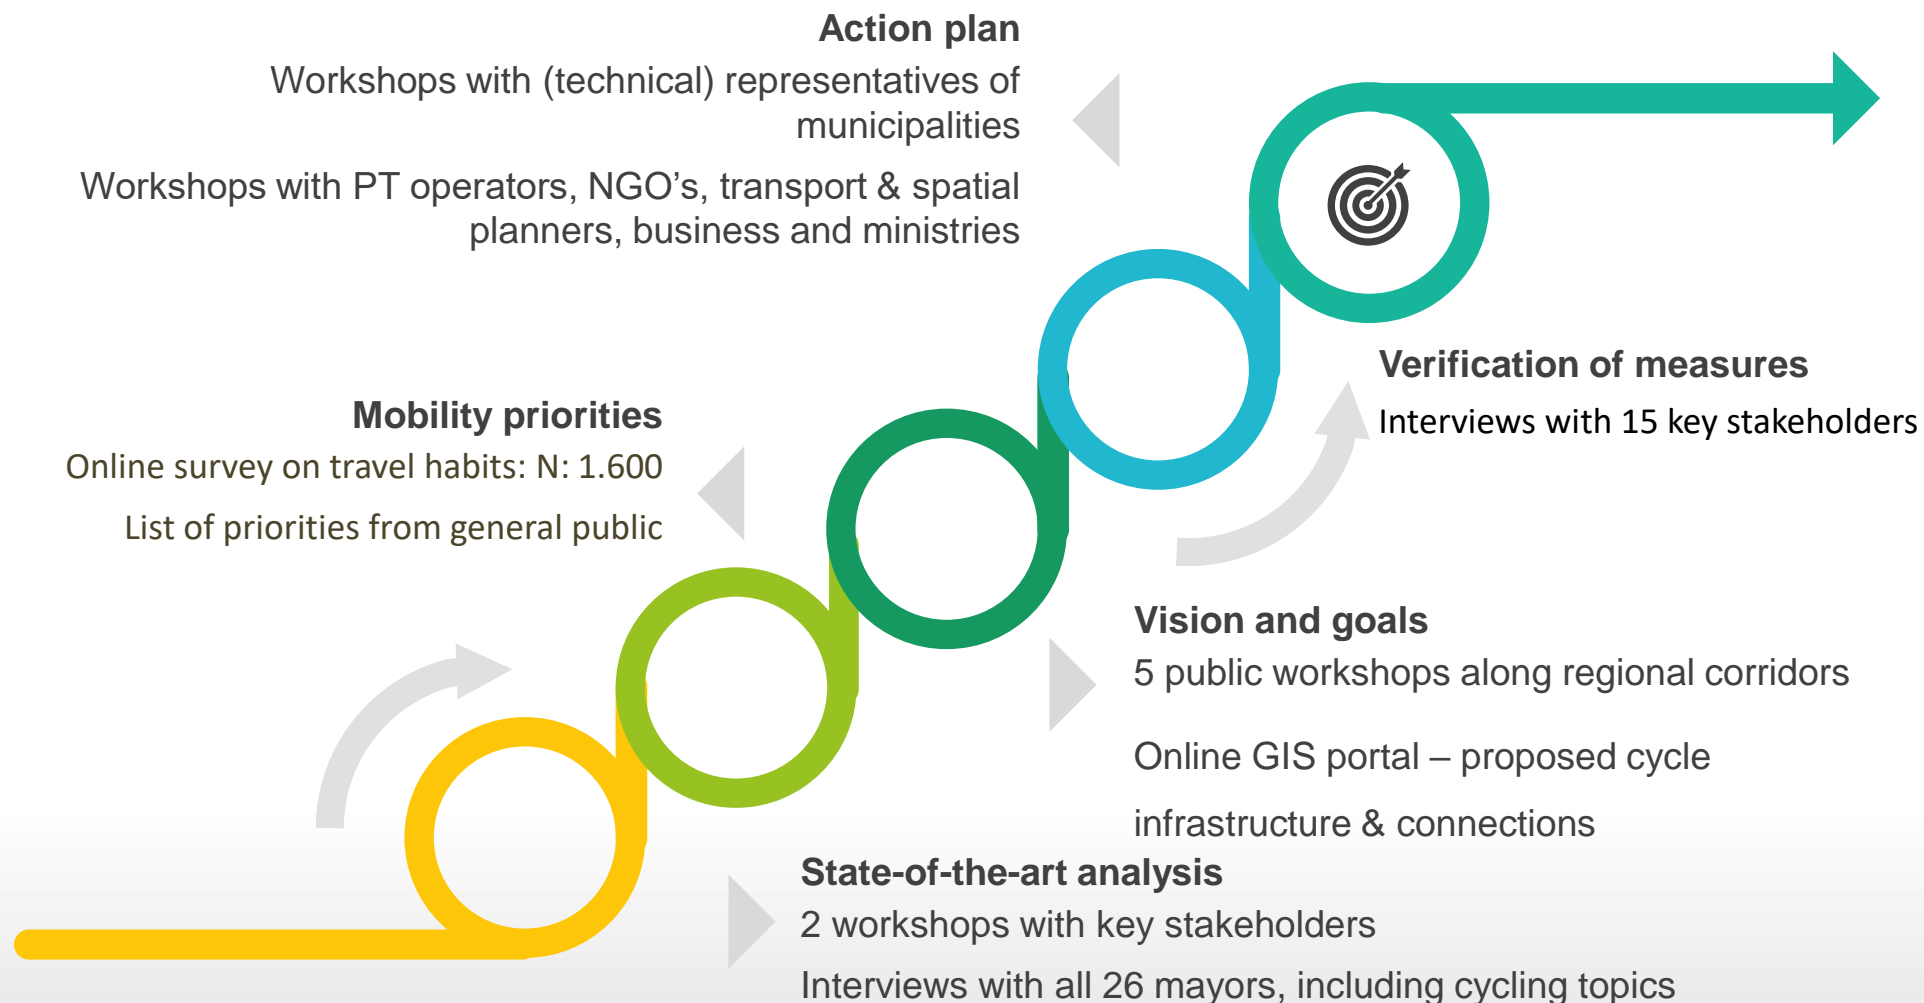 Action plan
Workshops with (technical) representatives of
municipalities
Workshops with PT operators, NGO's, transport & spatial
planners, business and ministries
Verification of measures
Interviews with 15 key stakeholders
Mobility priorities
Online survey on travel habits: N: 1.600
List of priorities from general public
Vision and goals
5 public workshops along regional corridors
Online GIS portal – proposed cycle
infrastructure & connections
State-of-the-art analysis
2 workshops with key stakeholders
Interviews with all 26 mayors, including cycling topics